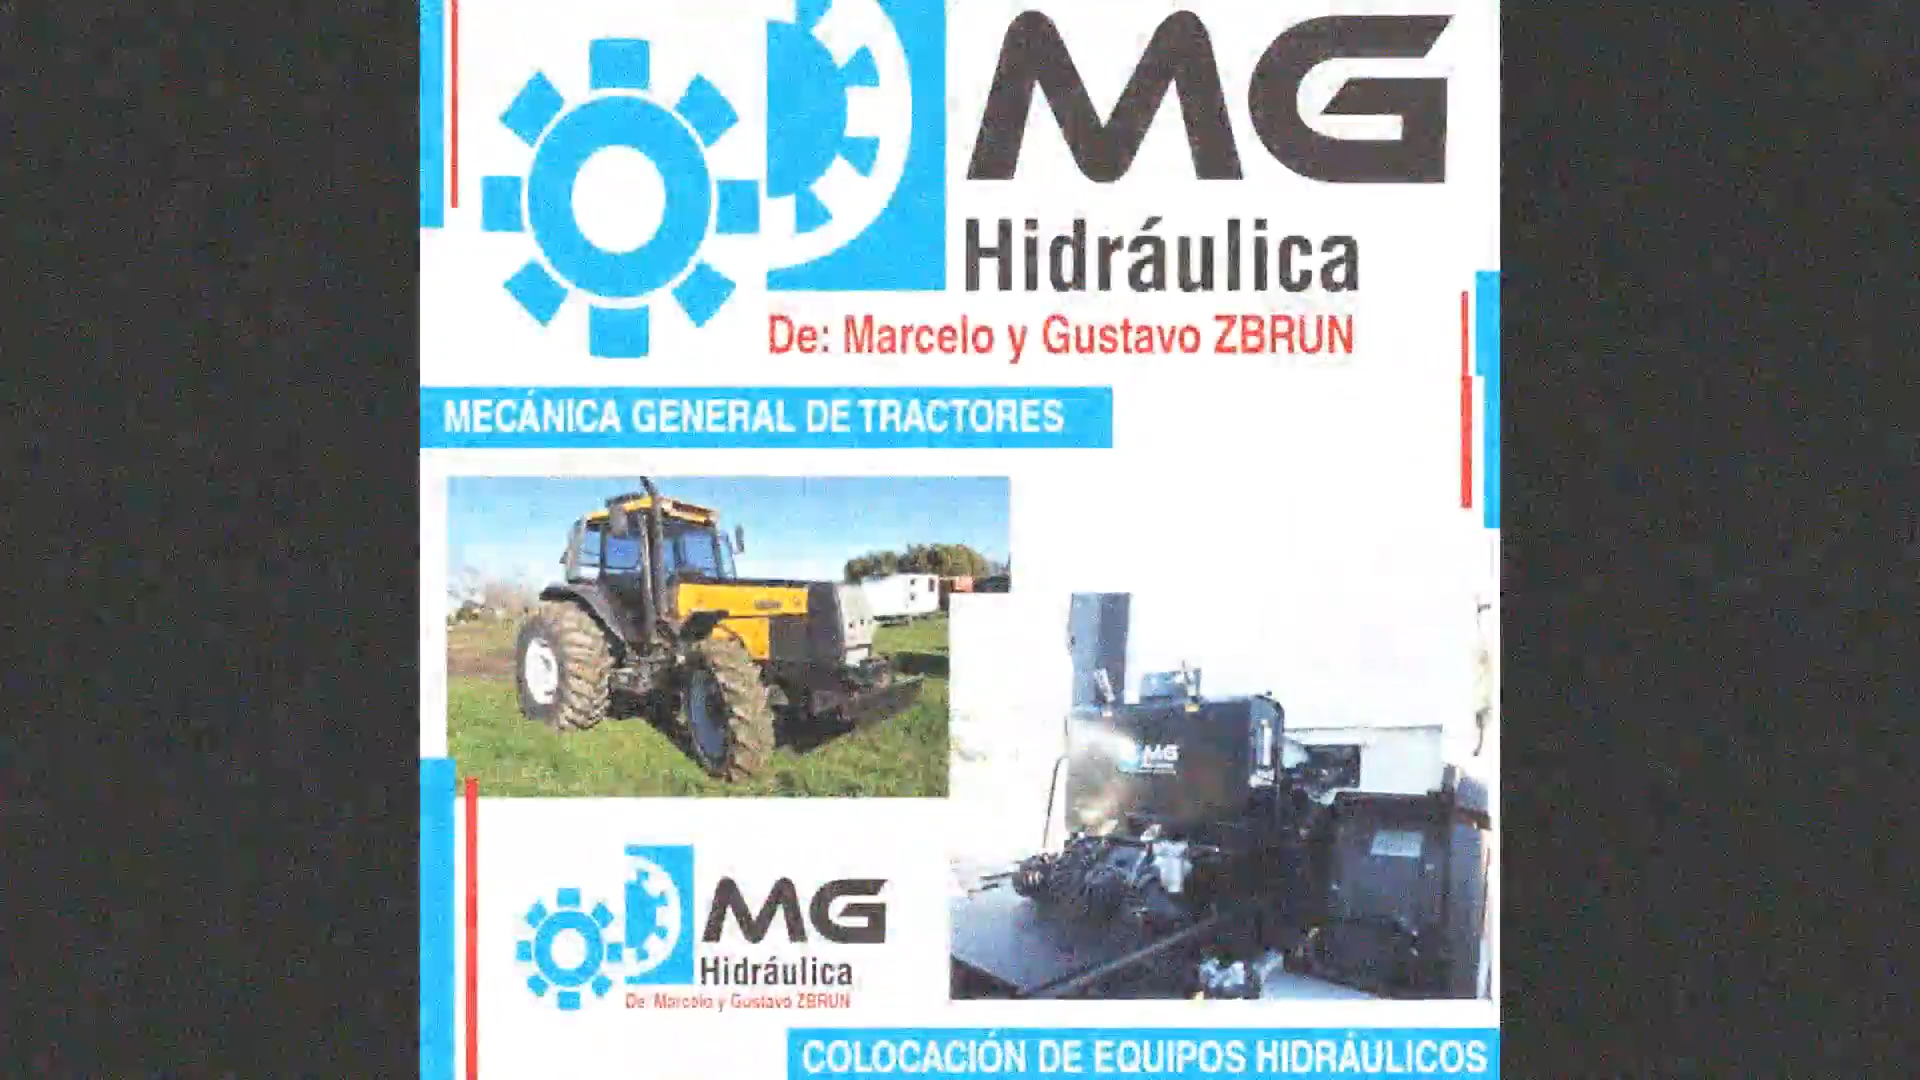 MG
Hidráulica
De: Marcelo y Gustavo ZBRUN
MECÁNICA GENERAL DE TRACTORES
MG
MG
Hidráulica
De: Marcelo y Gustavo ZBRUN
COLOCACIÓN DE EQUIPOS HIDRÁULICOS